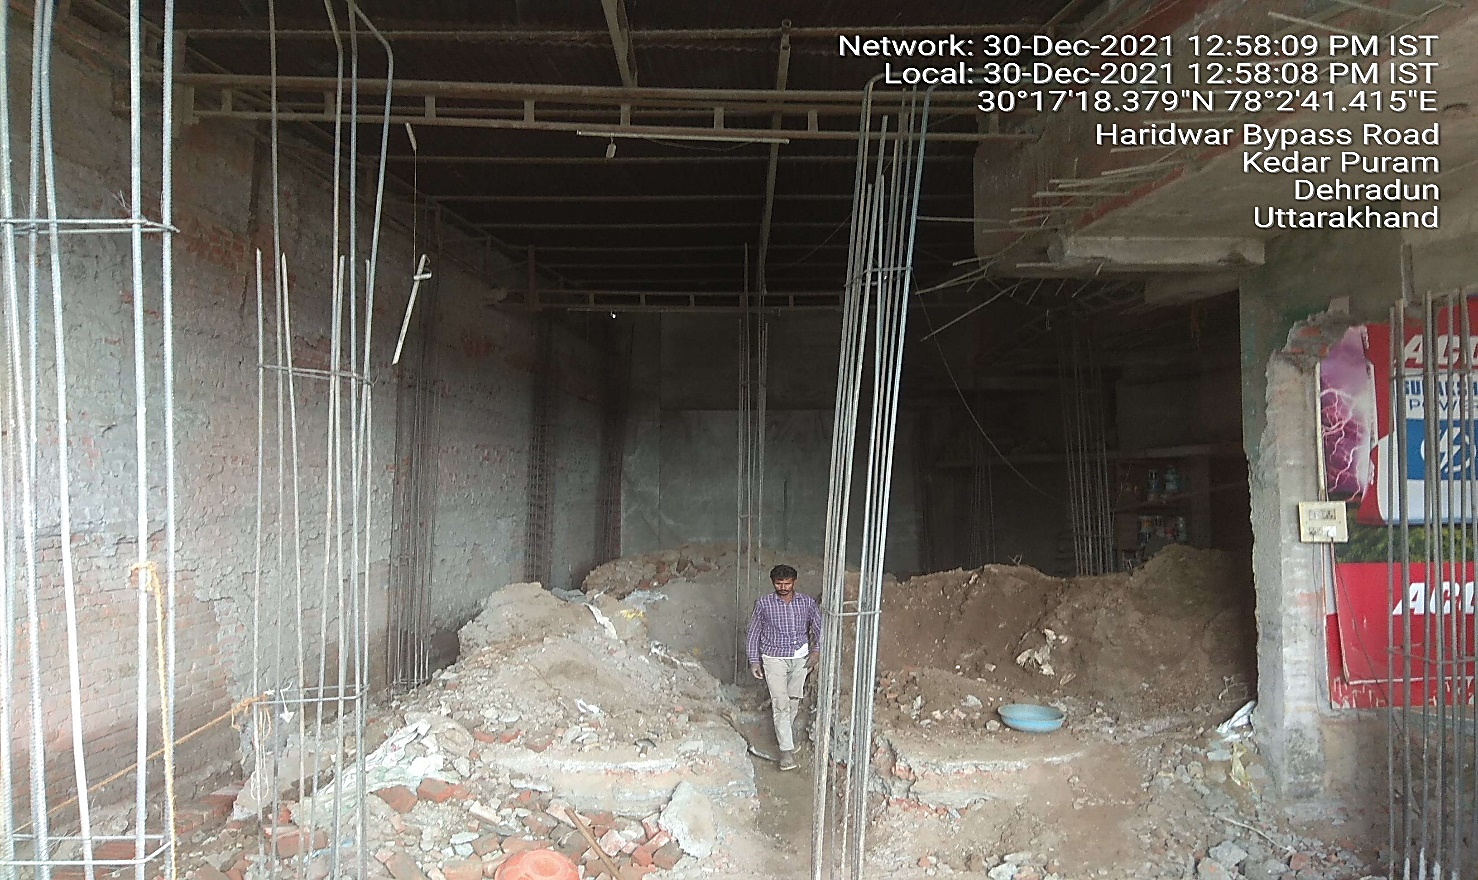 Network: 30-Dec-2021 12:58:09 PM IST
Local: 30-Dec-2021 12:58:08 PM IST
30°17'18.379"N 78°2'41.415"E
Haridwar Bypass Road
Kedar Puram
Dehradun
Uttarakhand